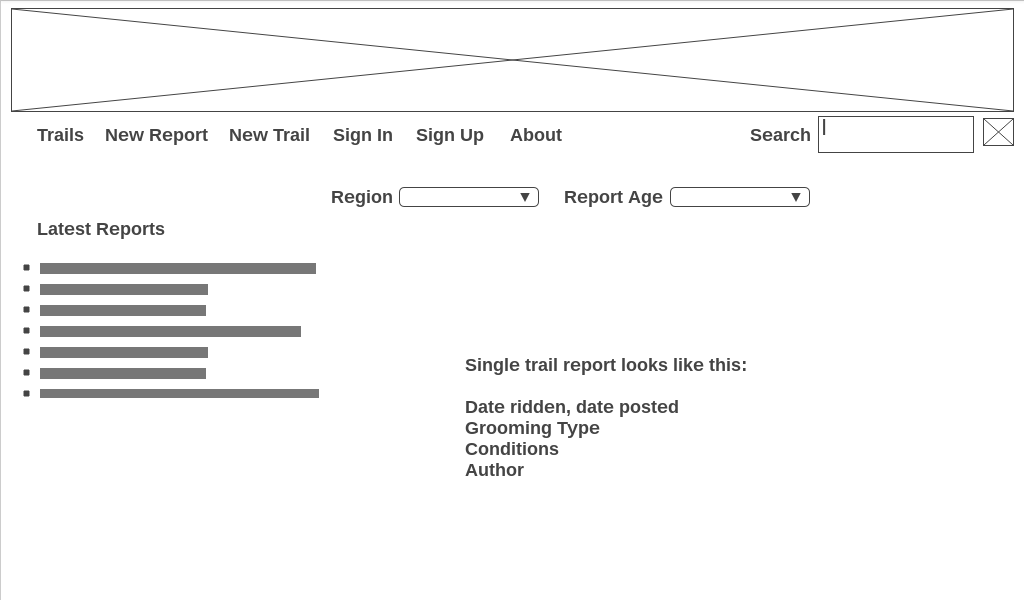 Trails New Report New Trail Sign In Sign Up About Search
Region Report Age
Latest Reports
Single trail report looks like this:
Date ridden, date posted
Grooming Type
Conditions
Author